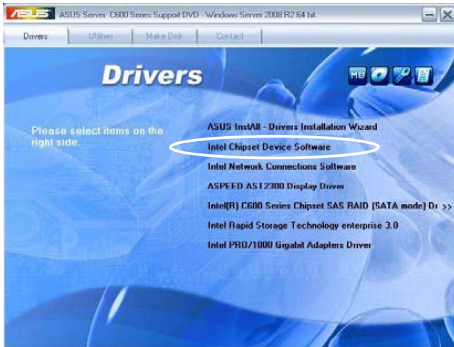 ASUS ASUS Server C600 Series Support DVD - Windows Server 2008 R2 64 bit
Drivers Utilities Make Disk Contact
Drivers
MB
Please select items on the
right side.
ASUS InstAll - Drivers Installation Wizard
Intel Chipset Device Software
Intel Network Connections Software
ASPEED AST2300 Display Driver
Intel(R) C600 Series Chipset SAS RAID (SATA mode) Dr >>
Intel Rapid Storage Technology enterprise 3.0
Intel PRO/1000 Gigabit Adapters Driver